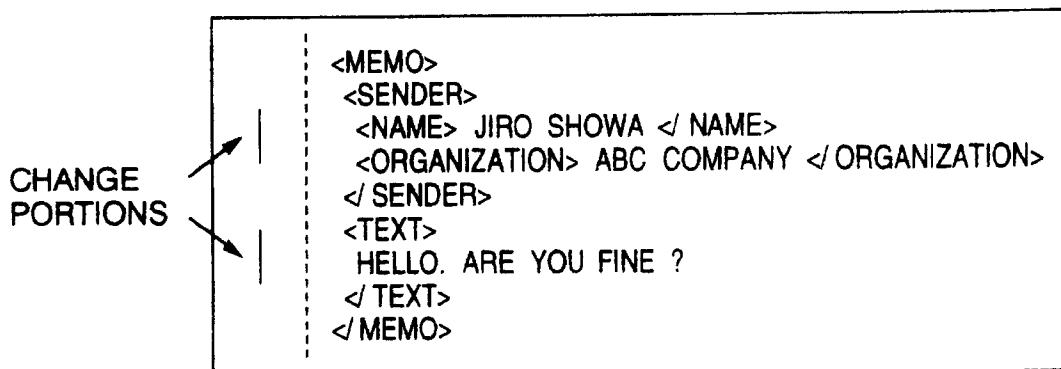 <MEMO>
<SENDER>
<NAME> JIRO SHOWA </ NAME>
<ORGANIZATION> ABC COMPANY </ ORGANIZATION>
</ SENDER>
<TEXT>
HELLO. ARE YOU FINE ?
</ TEXT>
</ MEMO>
CHANGE
PORTIONS